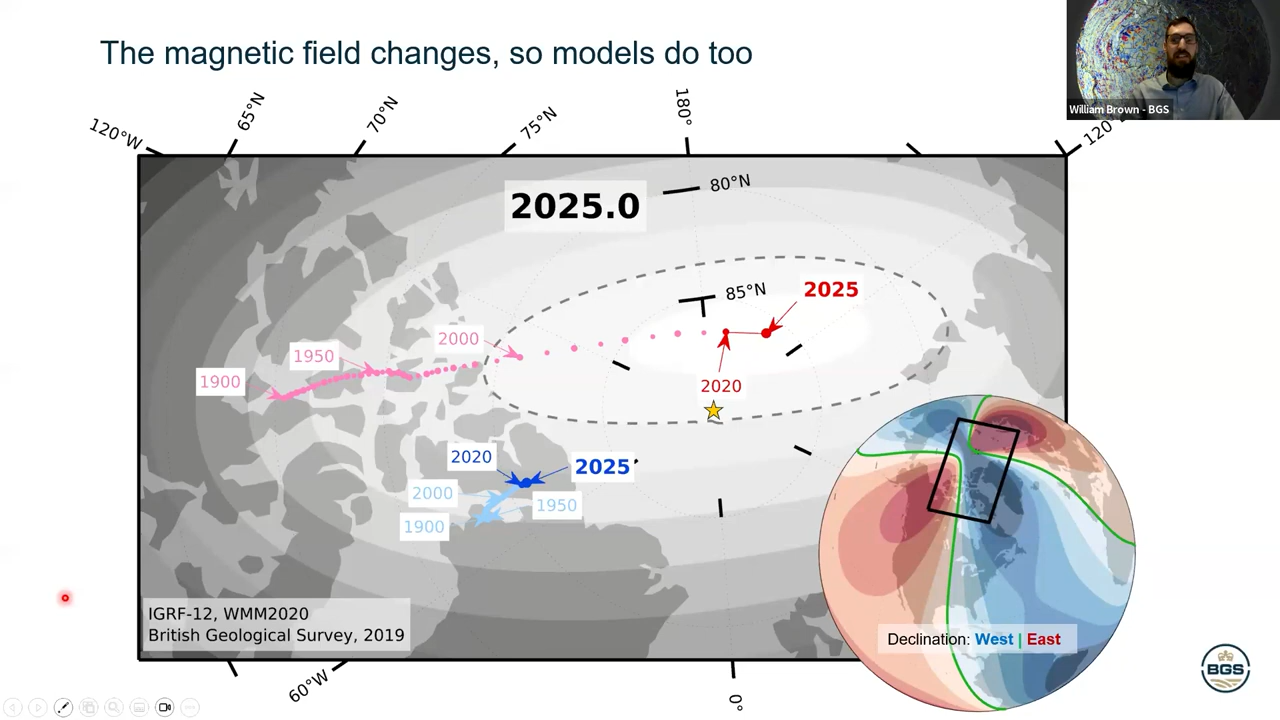 The magnetic field changes, so models do too
William Brown - BGS
120°W
65°N
70°N
75°N
180°
120°
2025.0
80°N
85°N
2025
2000
1950
1900
2020
2020
2025
2000
1950
1900
IGRF-12, WMM2020
British Geological Survey, 2019
Declination: West | East
60°W
0°
BGS